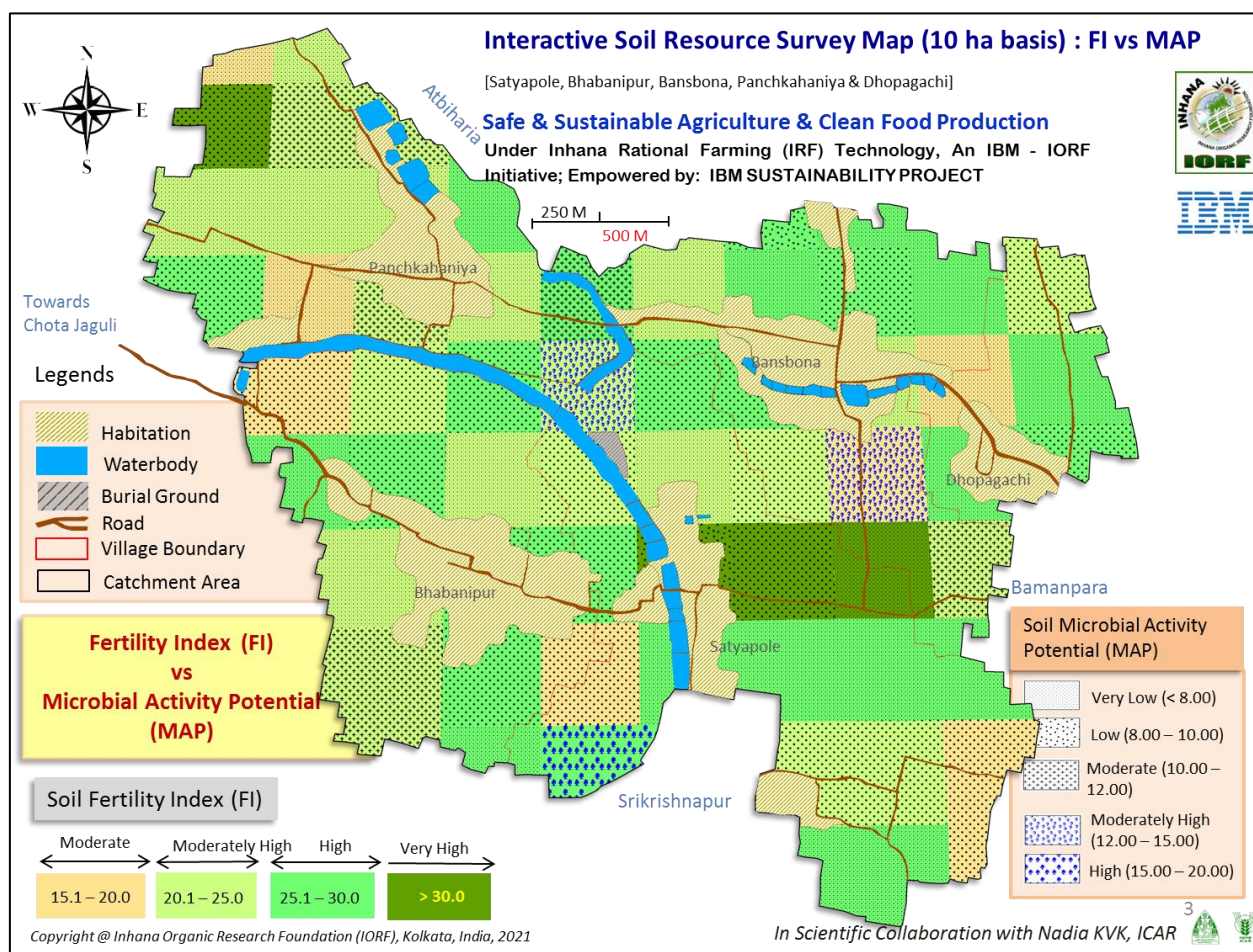 Interactive Soil Resource Survey Map (10 ha basis) : FI vs MAP
[Satyapole, Bhabanipur, Bansbona, Panchkahaniya & Dhopagachi]
Safe & Sustainable Agriculture & Clean Food Production
Under Inhana Rational Farming (IRF) Technology, An IBM - IORF
Initiative; Empowered by: IBM SUSTAINABILITY PROJECT
N
W
E
S
INHANA
INHANA ORGANIC RESEARCH FOUNDATION
IORF
IBM
250 M
500 M
Atbiharia
Panchkahaniya
Towards
Chota Jaguli
Bansbona
Dhopagachi
Bhabanipur
Satyapole
Bamanpara
Srikrishnapur
Legends
Habitation
Waterbody
Burial Ground
Road
Village Boundary
Catchment Area
Fertility Index (FI)
vs
Microbial Activity Potential
(MAP)
Soil Microbial Activity
Potential (MAP)
Very Low (< 8.00)
Low (8.00 – 10.00)
Moderate (10.00 –
12.00)
Moderately High
(12.00 – 15.00)
High (15.00 – 20.00)
Soil Fertility Index (FI)
Moderate
Moderately High
High
Very High
15.1 – 20.0
20.1 – 25.0
25.1 – 30.0
> 30.0
3
Copyright @ Inhana Organic Research Foundation (IORF), Kolkata, India, 2021
In Scientific Collaboration with Nadia KVK, ICAR